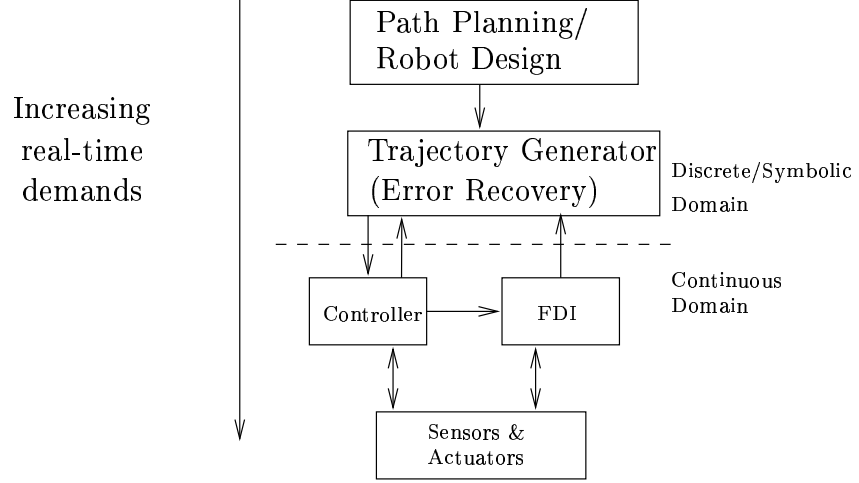 Path Planning/
Robot Design
Increasing
real-time
demands
Trajectory Generator
(Error Recovery)
Discrete/Symbolic
Domain
Continuous
Domain
Controller
FDI
Sensors &
Actuators